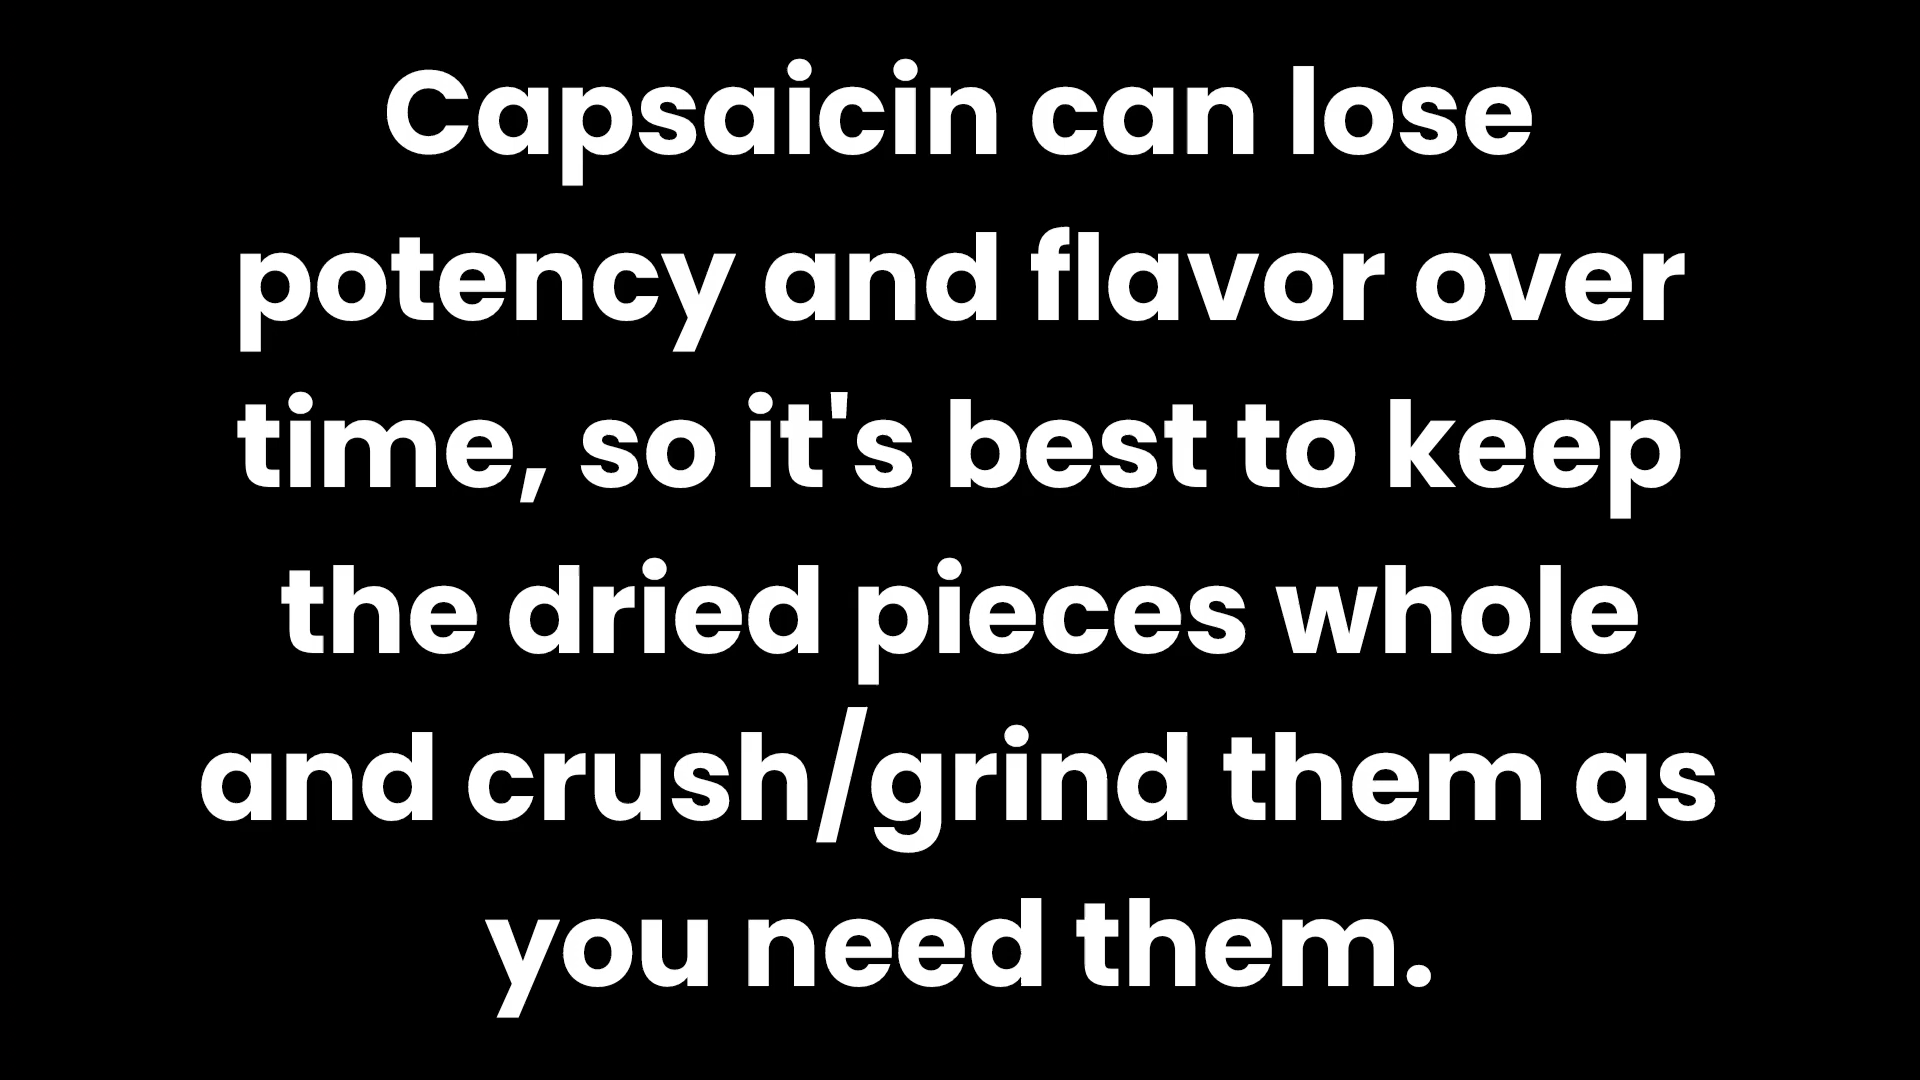 Capsaicin can lose
potency and flavor over
time, so it's best to keep
the dried pieces whole
and crush/grind them as
you need them.